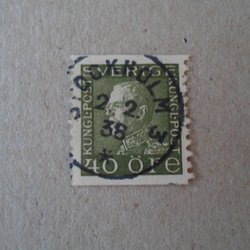 SVERIGE
KUNGL·POST
KUNGL·POST
STOCKHOLM
2.2.
38
40 ÖRE